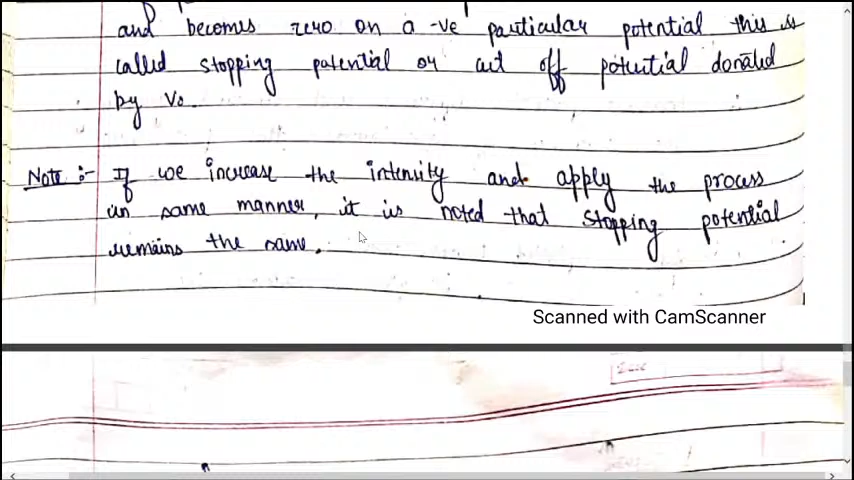 and becomes zero on a -ve particular potential this is
called stopping potential or cut off potential donated
by Vo.
Note :- If we increase the intensity and apply the process
in same manner, it is noted that stopping potential
remains the same.
Scanned with CamScanner